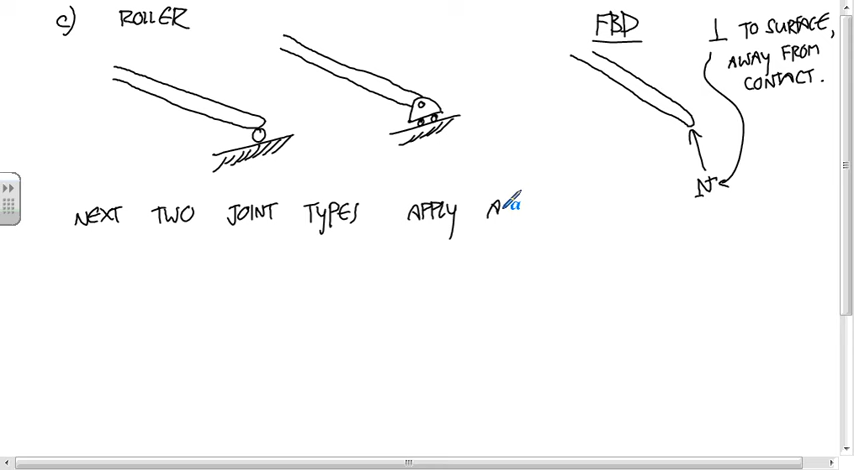 c) ROLLER
FBD
⊥ TO SURFACE,
AWAY FROM
CONTACT.
N
NEXT TWO JOINT TYPES APPLY A